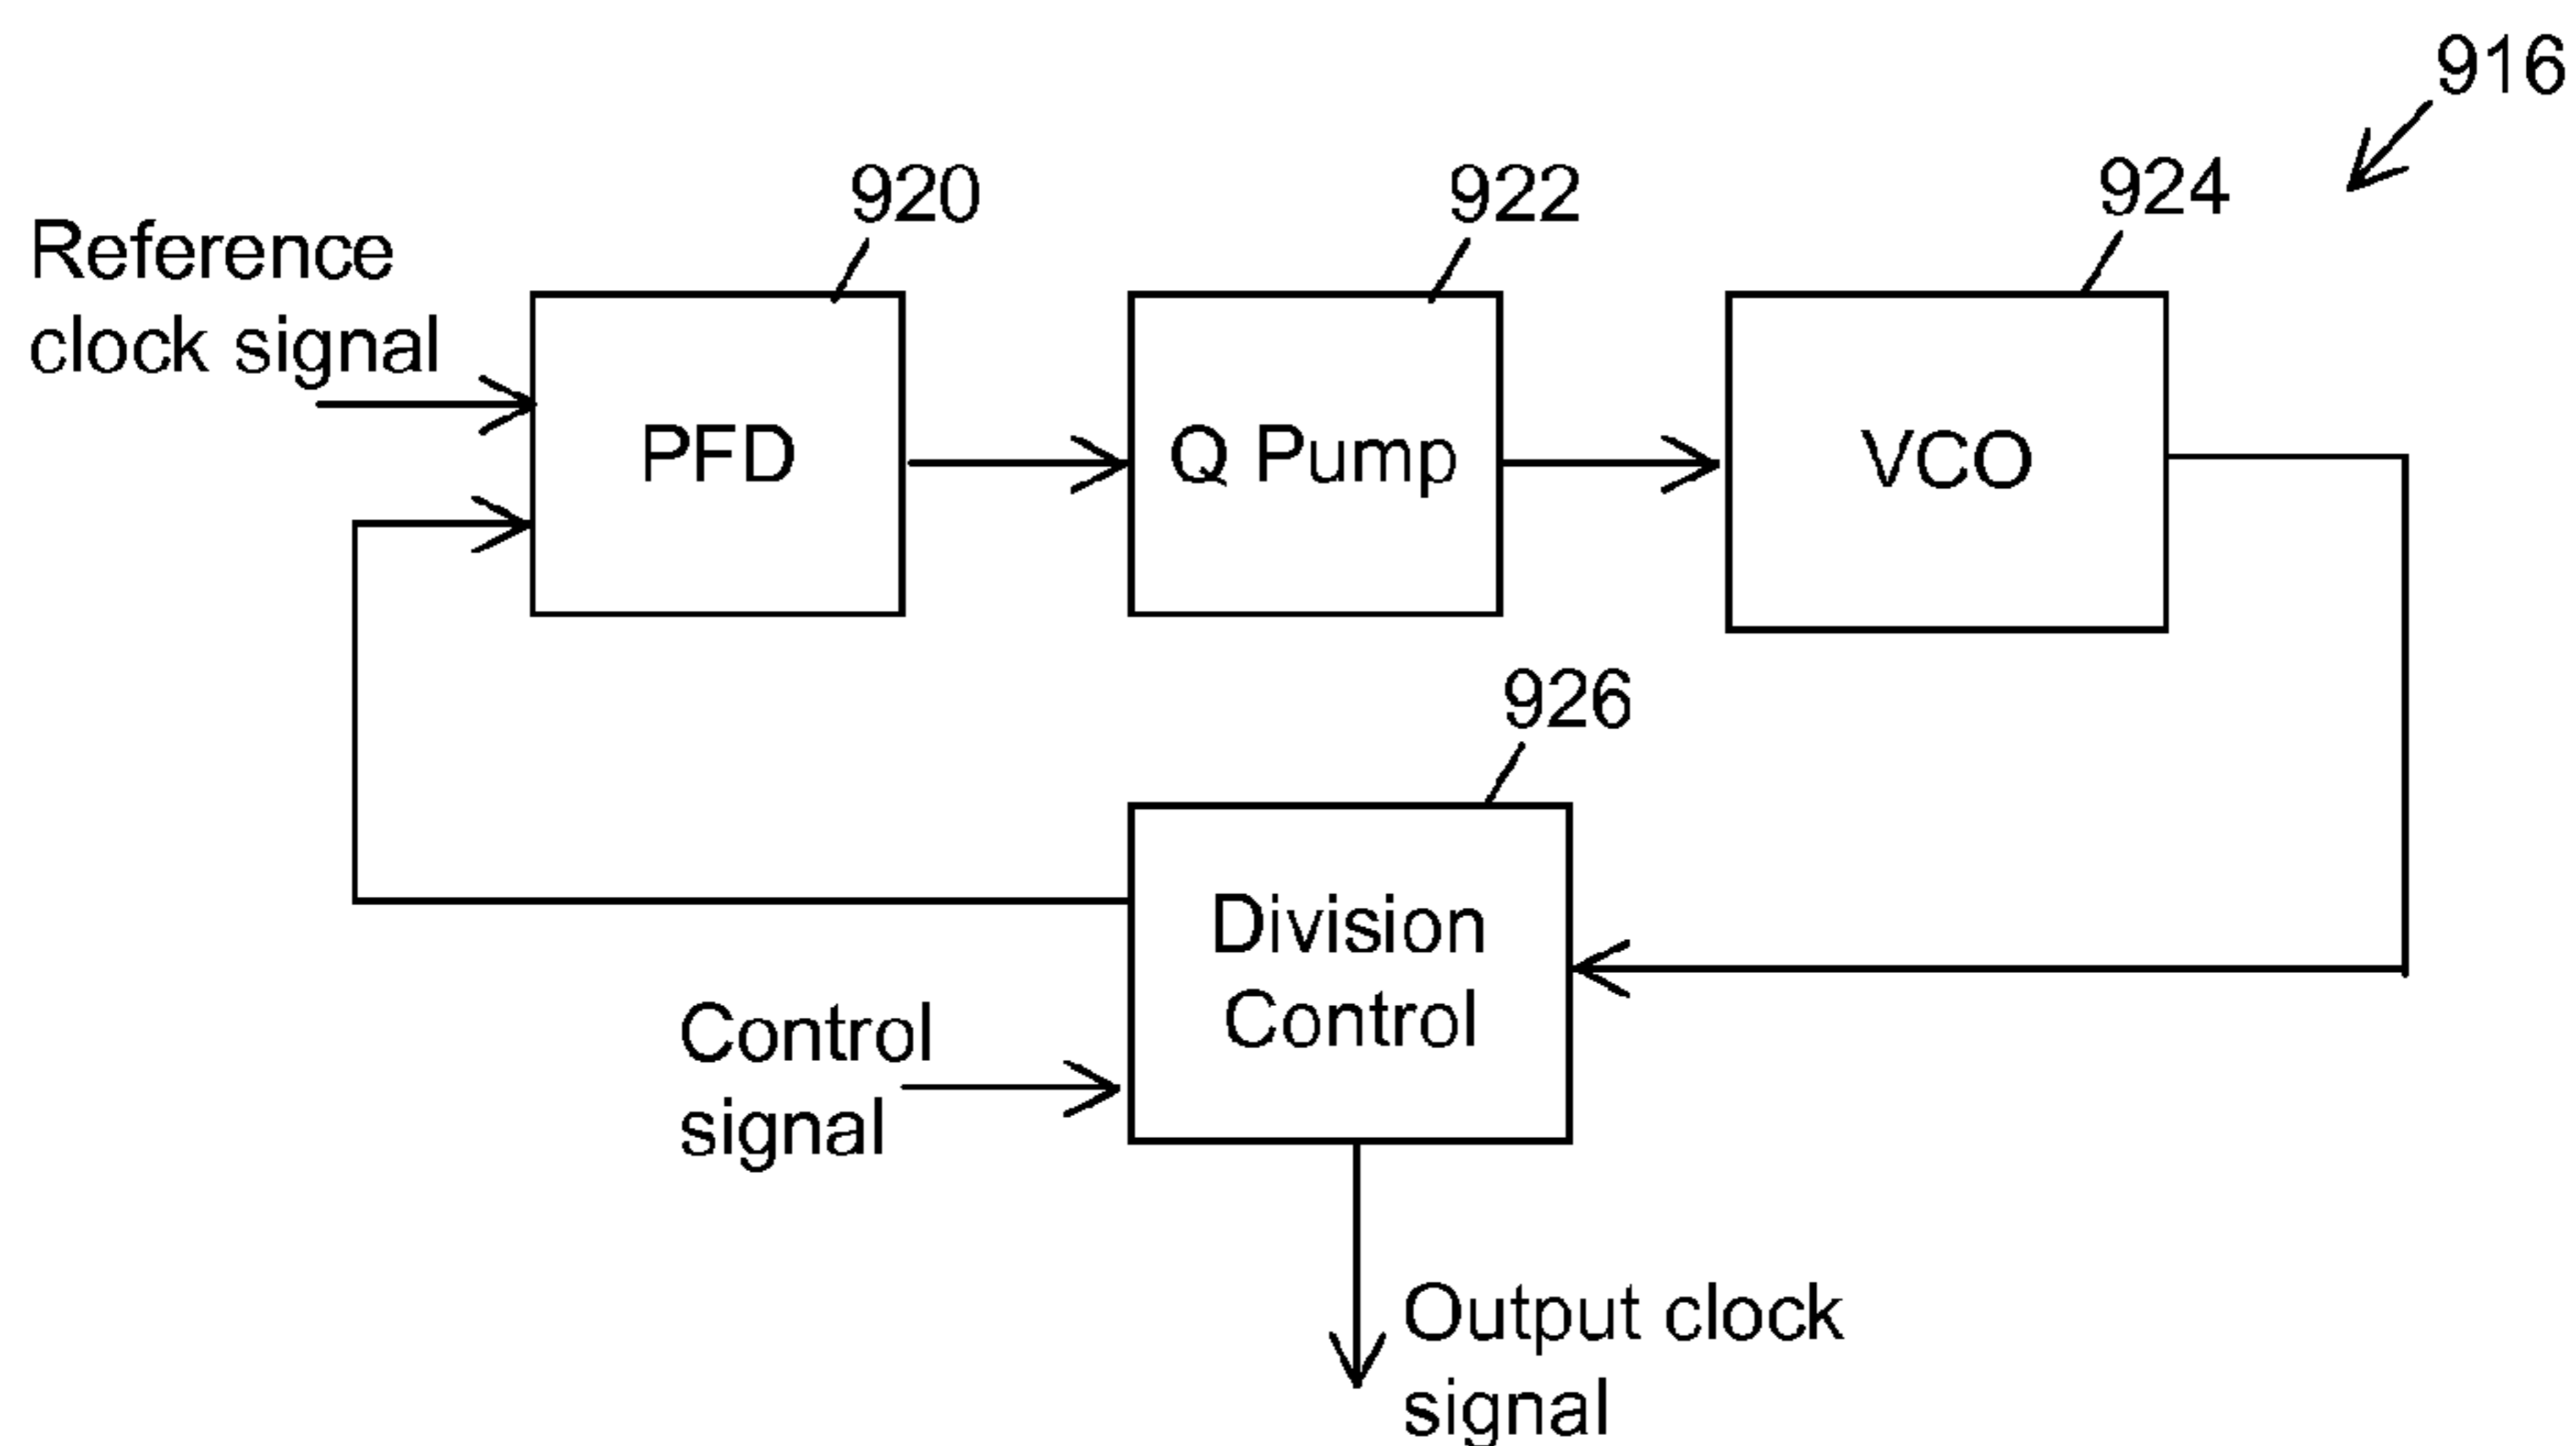 916
920
922
924
Reference
clock signal
PFD
Q Pump
VCO
926
Division
Control
Control
signal
Output clock
signal